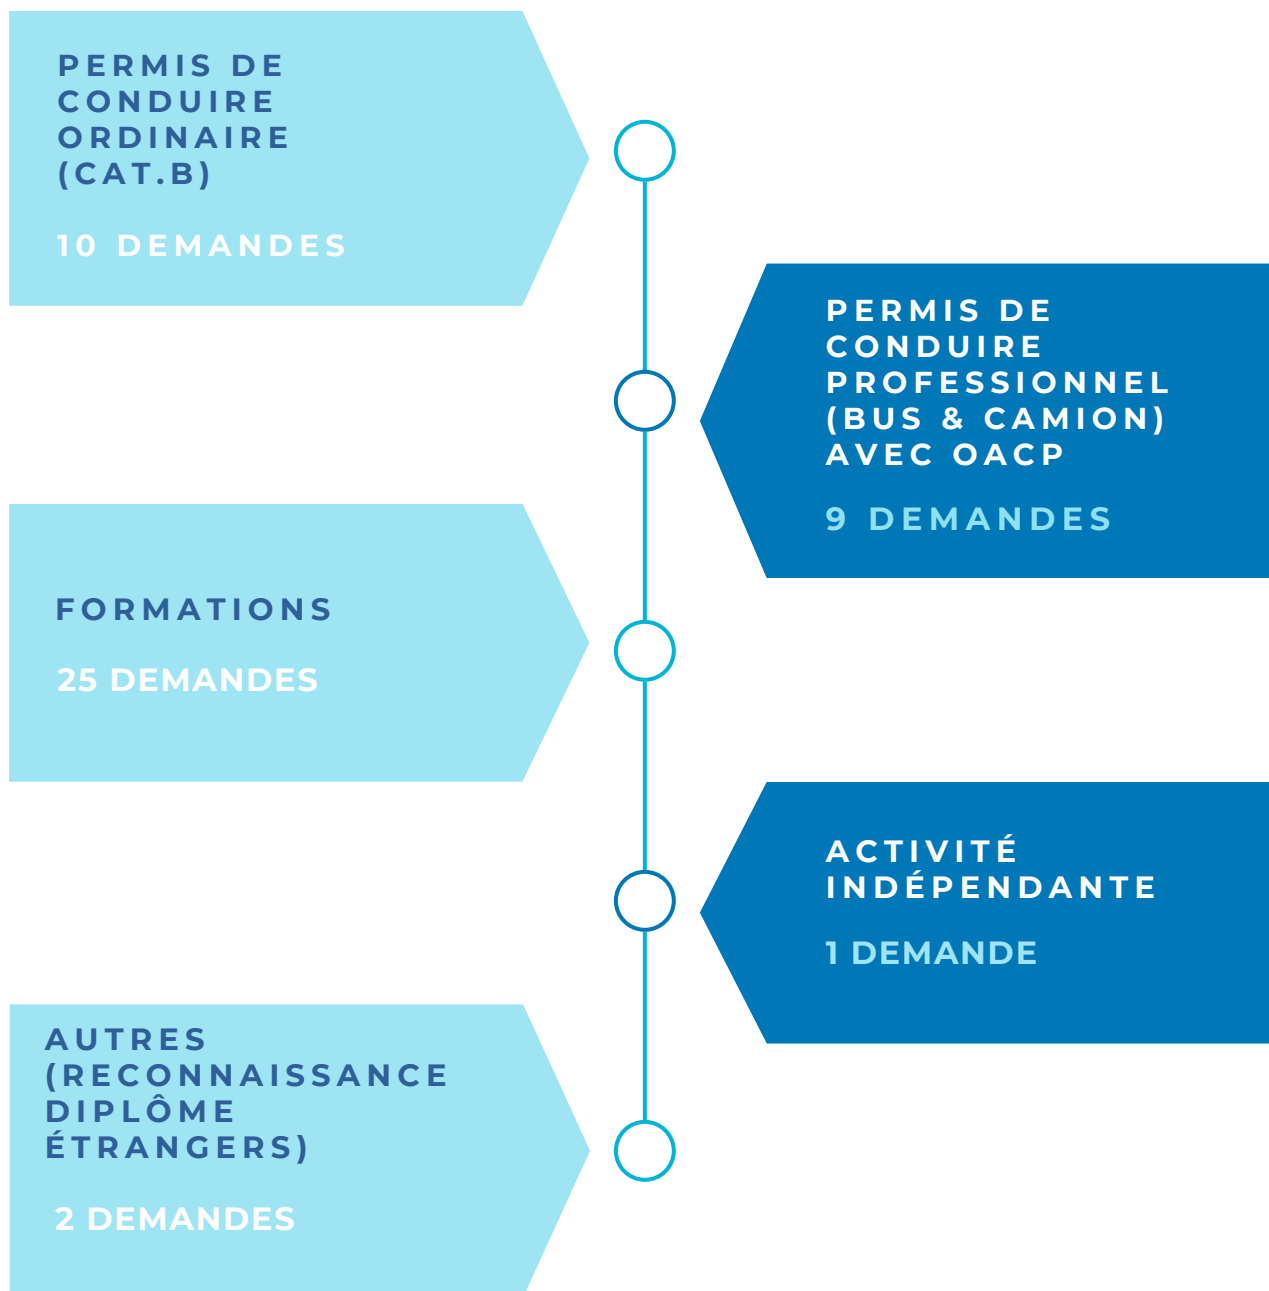 PERMIS DE
CONDUIRE
ORDINAIRE
(CAT.B)
10 DEMANDES
PERMIS DE
CONDUIRE
PROFESSIONNEL
(BUS & CAMION)
AVEC OACP
9 DEMANDES
FORMATIONS
25 DEMANDES
ACTIVITÉ
INDÉPENDANTE
1 DEMANDE
AUTRES
(RECONNAISSANCE
DIPLÔME
ÉTRANGERS)
2 DEMANDES